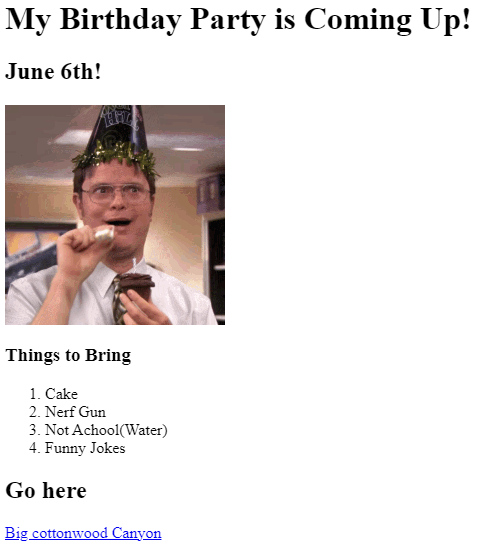 My Birthday Party is Coming Up!
June 6th!
Things to Bring
1. Cake
2. Nerf Gun
3. Not Achool(Water)
4. Funny Jokes
Go here
Big cottonwood Canyon